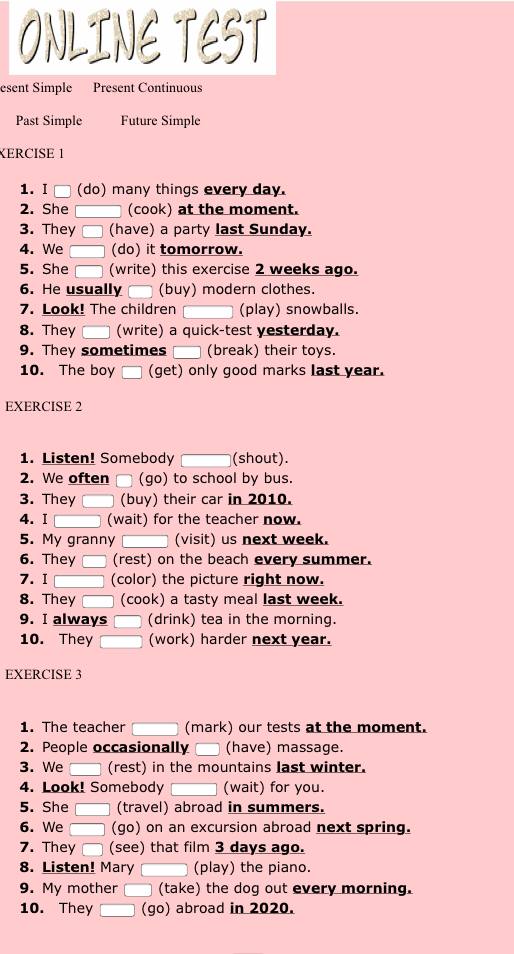 ONLINE TEST
esent Simple Present Continuous
Past Simple Future Simple
XERCISE 1
1. I (do) many things every day.
2. She (cook) at the moment.
3. They (have) a party last Sunday.
4. We (do) it tomorrow.
5. She (write) this exercise 2 weeks ago.
6. He usually (buy) modern clothes.
7. Look! The children (play) snowballs.
8. They (write) a quick-test yesterday.
9. They sometimes (break) their toys.
10. The boy (get) only good marks last year.
EXERCISE 2
1. Listen! Somebody (shout).
2. We often (go) to school by bus.
3. They (buy) their car in 2010.
4. I (wait) for the teacher now.
5. My granny (visit) us next week.
6. They (rest) on the beach every summer.
7. I (color) the picture right now.
8. They (cook) a tasty meal last week.
9. I always (drink) tea in the morning.
10. They (work) harder next year.
EXERCISE 3
1. The teacher (mark) our tests at the moment.
2. People occasionally (have) massage.
3. We (rest) in the mountains last winter.
4. Look! Somebody (wait) for you.
5. She (travel) abroad in summers.
6. We (go) on an excursion abroad next spring.
7. They (see) that film 3 days ago.
8. Listen! Mary (play) the piano.
9. My mother (take) the dog out every morning.
10. They (go) abroad in 2020.